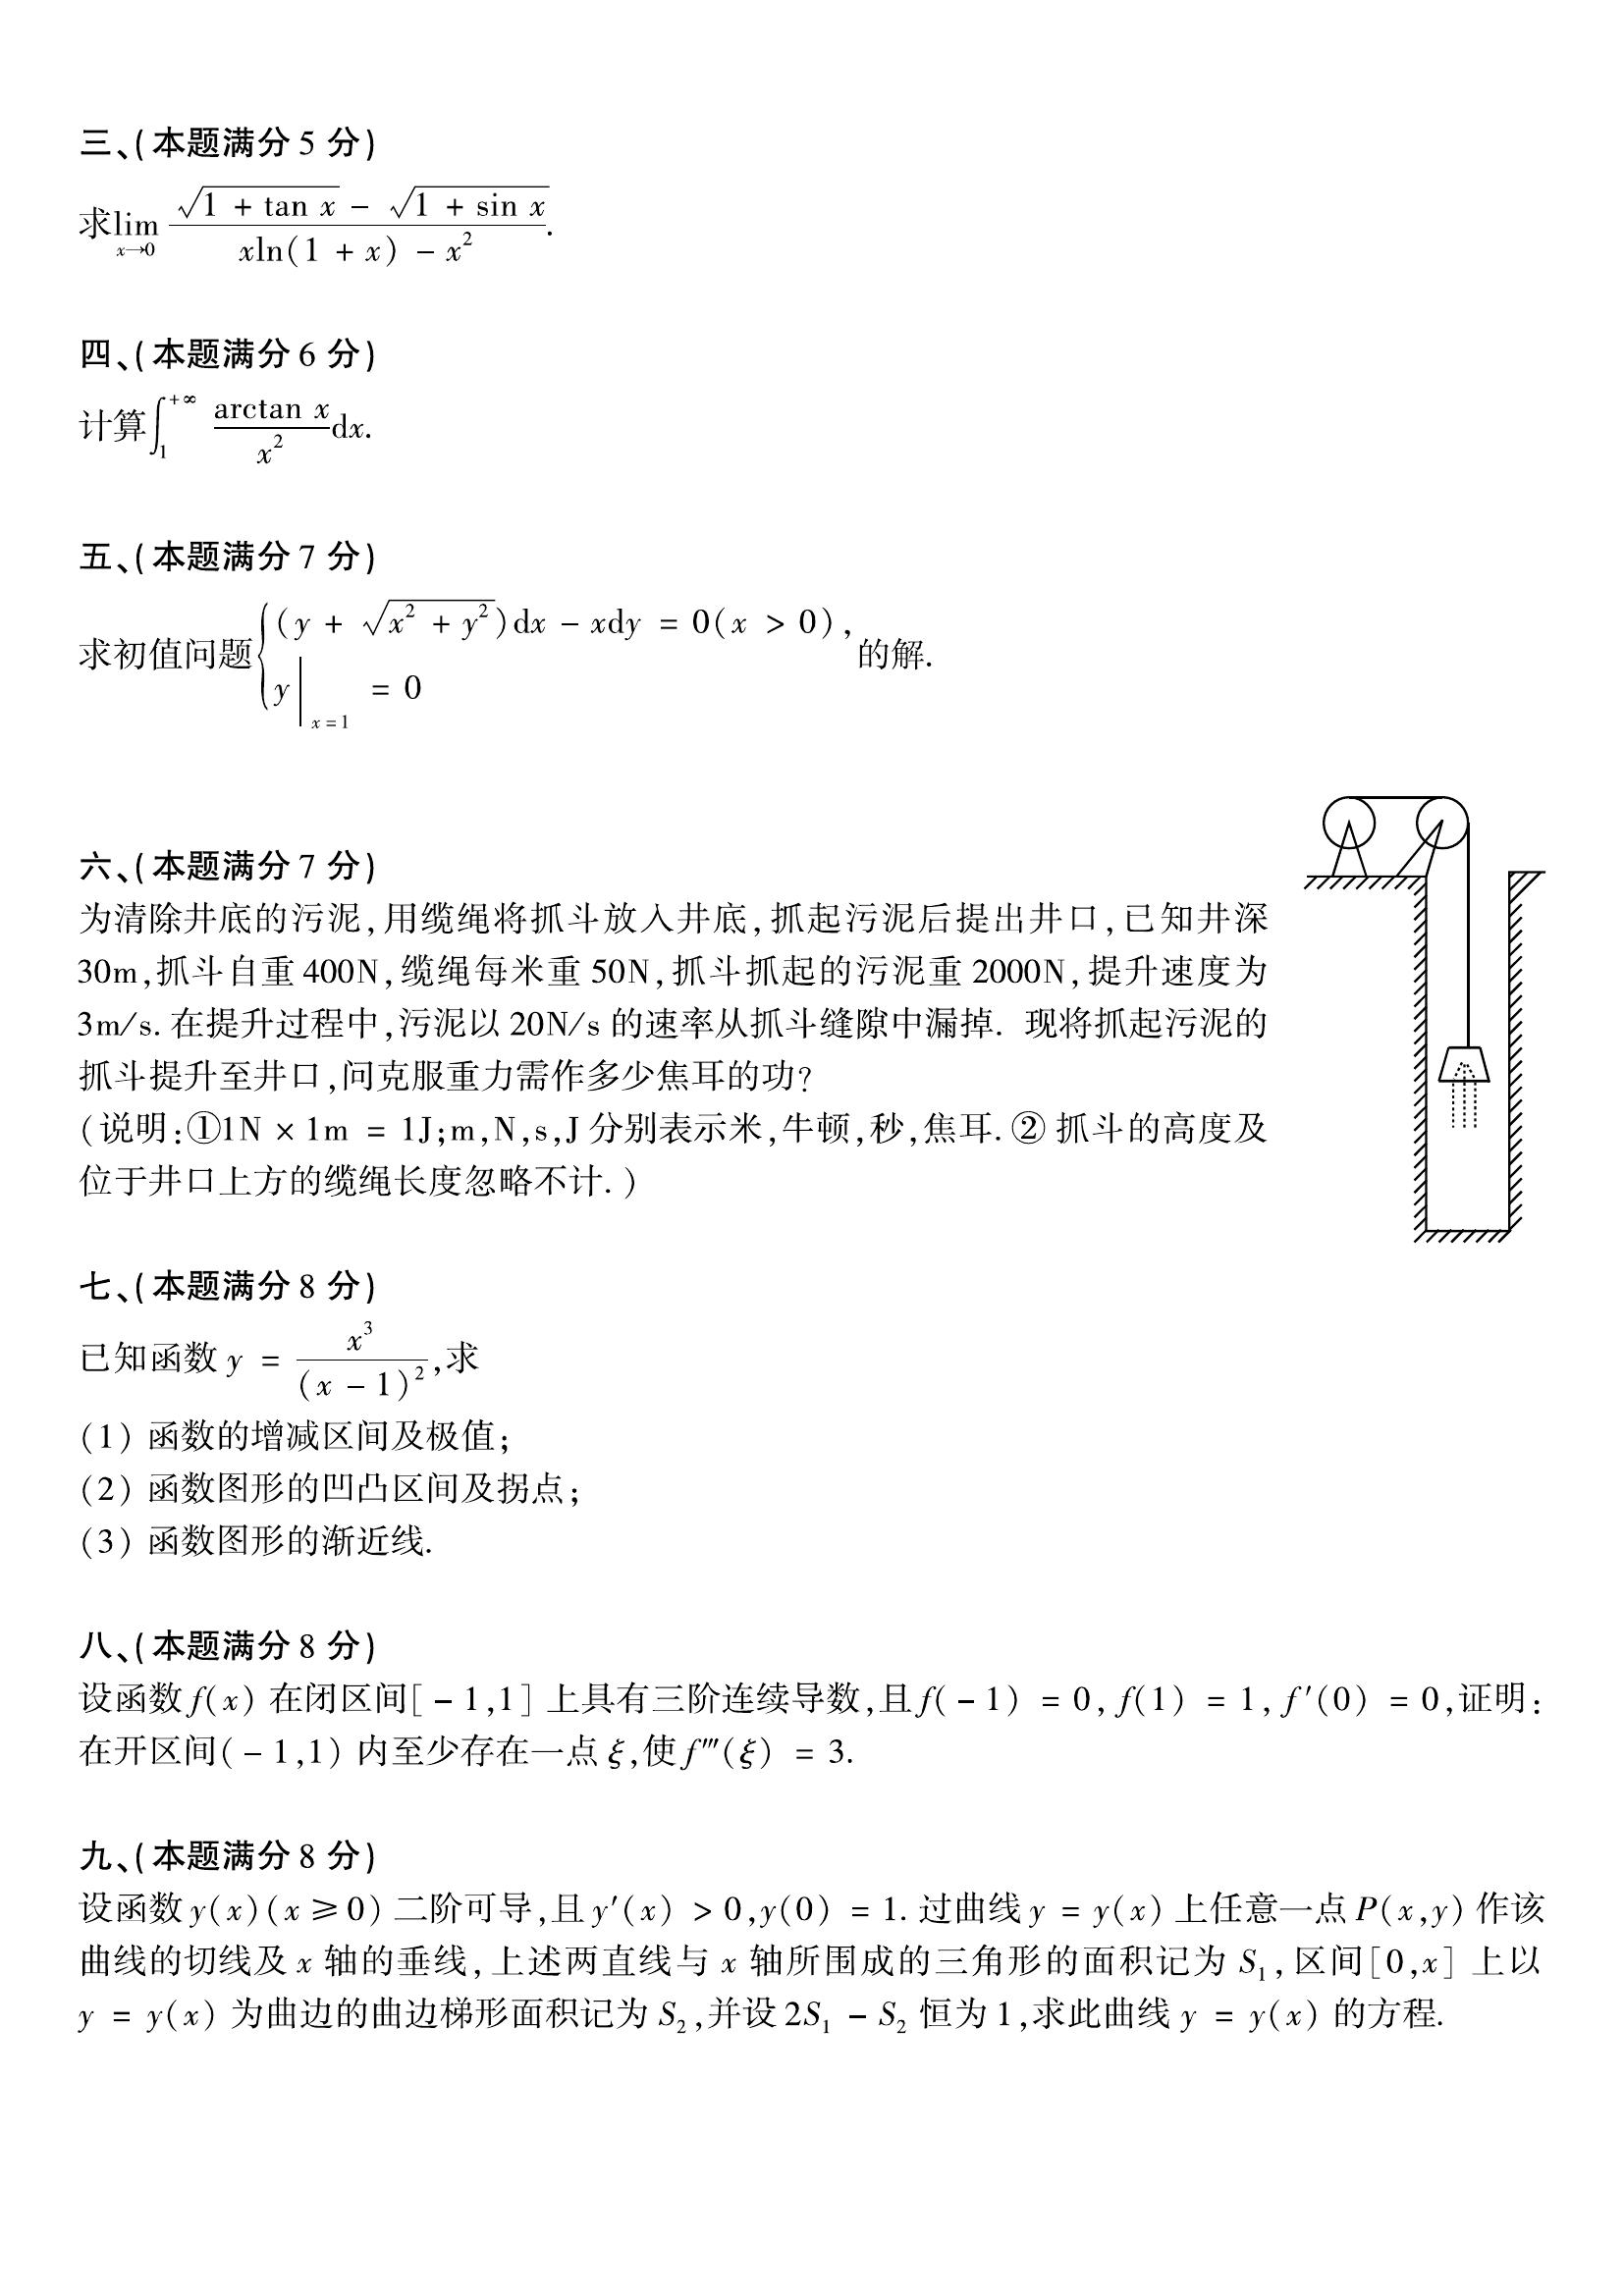 三、(本题满分 5 分)
求$\lim\limits_{x\to 0}\frac{\sqrt{1+\tan x}-\sqrt{1+\sin x}}{x\ln(1+x)-x^2}$.
四、(本题满分 6 分)
计算$\int_1^{+\infty}\frac{\arctan x}{x^2}\mathrm{d}x$.
五、(本题满分 7 分)
求初值问题$\begin{cases}(y+\sqrt{x^2+y^2})\mathrm{d}x-x\mathrm{d}y=0(x>0),\\ y\big|_{x=1}=0\end{cases}$的解.
六、(本题满分 7 分)
为清除井底的污泥,用缆绳将抓斗放入井底,抓起污泥后提出井口,已知井深
30m,抓斗自重 400N,缆绳每米重 50N,抓斗抓起的污泥重 2000N,提升速度为
3m/s. 在提升过程中,污泥以 20N/s 的速率从抓斗缝隙中漏掉. 现将抓起污泥的
抓斗提升至井口,问克服重力需作多少焦耳的功?
(说明:①1N × 1m = 1J;m,N,s,J 分别表示米,牛顿,秒,焦耳. ② 抓斗的高度及
位于井口上方的缆绳长度忽略不计. )
七、(本题满分 8 分)
已知函数 $y=\frac{x^3}{(x-1)^2}$,求
(1) 函数的增减区间及极值;
(2) 函数图形的凹凸区间及拐点;
(3) 函数图形的渐近线.
八、(本题满分 8 分)
设函数 f(x) 在闭区间[ - 1,1] 上具有三阶连续导数,且 f( - 1) = 0, f(1) = 1, f ′(0) = 0,证明:
在开区间( - 1,1) 内至少存在一点 ξ,使 f‴(ξ) = 3.
九、(本题满分 8 分)
设函数 y(x)(x ⩾ 0) 二阶可导,且 y′(x) > 0,y(0) = 1. 过曲线 y = y(x) 上任意一点 P(x,y) 作该
曲线的切线及 x 轴的垂线,上述两直线与 x 轴所围成的三角形的面积记为 S₁,区间[0,x] 上以
y = y(x) 为曲边的曲边梯形面积记为 S₂,并设 2S₁ - S₂ 恒为 1,求此曲线 y = y(x) 的方程.